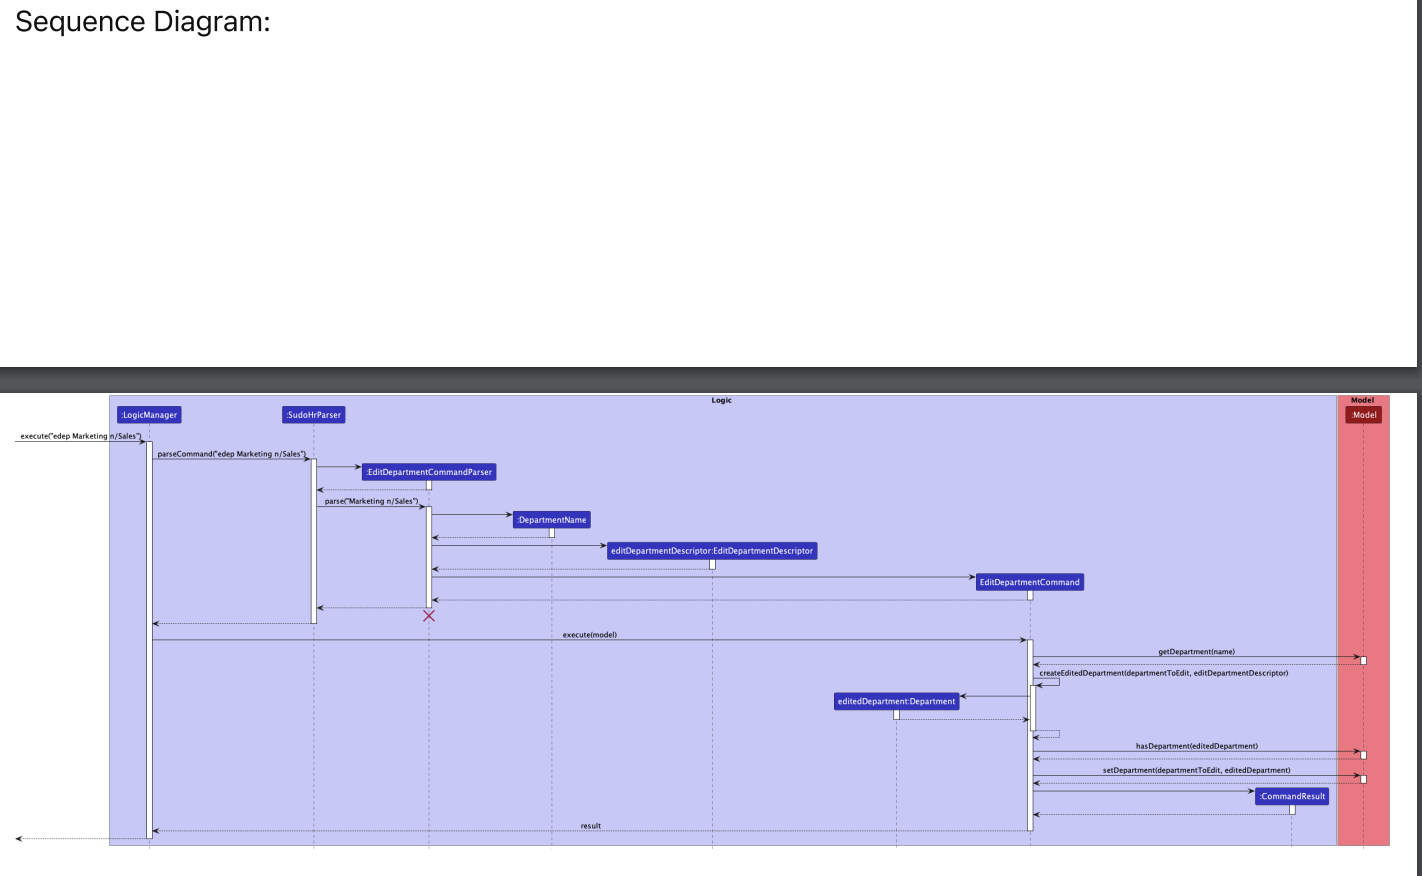 Sequence Diagram:
Logic
Model
:LogicManager
:SudoHrParser
:Model
execute("edep Marketing n/Sales")
parseCommand("edep Marketing n/Sales")
:EditDepartmentCommandParser
parse("Marketing n/Sales")
:DepartmentName
editDepartmentDescriptor:EditDepartmentDescriptor
EditDepartmentCommand
execute(model)
getDepartment(name)
createEditedDepartment(departmentToEdit, editDepartmentDescriptor)
editedDepartment:Department
hasDepartment(editedDepartment)
setDepartment(departmentToEdit, editedDepartment)
:CommandResult
result